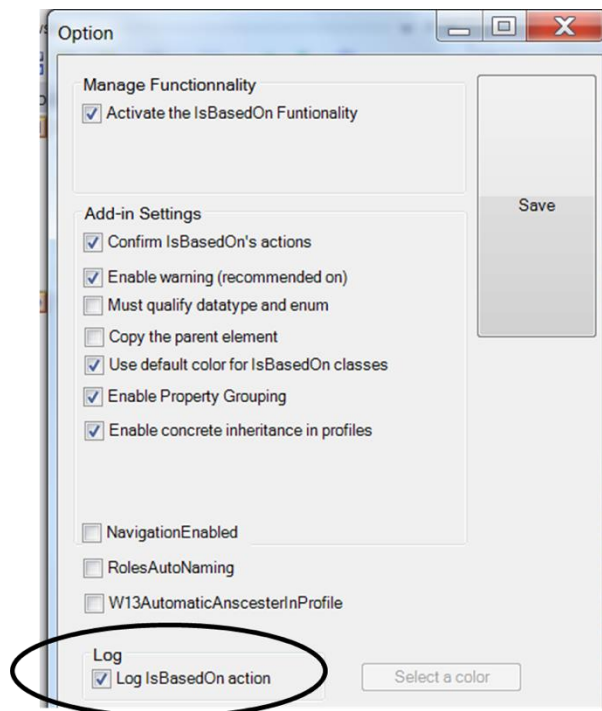 Option
Manage Functionnality
Activate the IsBasedOn Funtionality
Save
Add-in Settings
Confirm IsBasedOn's actions
Enable warning (recommended on)
Must qualify datatype and enum
Copy the parent element
Use default color for IsBasedOn classes
Enable Property Grouping
Enable concrete inheritance in profiles
NavigationEnabled
RolesAutoNaming
W13AutomaticAnscesterInProfile
Log
Log IsBasedOn action
Select a color